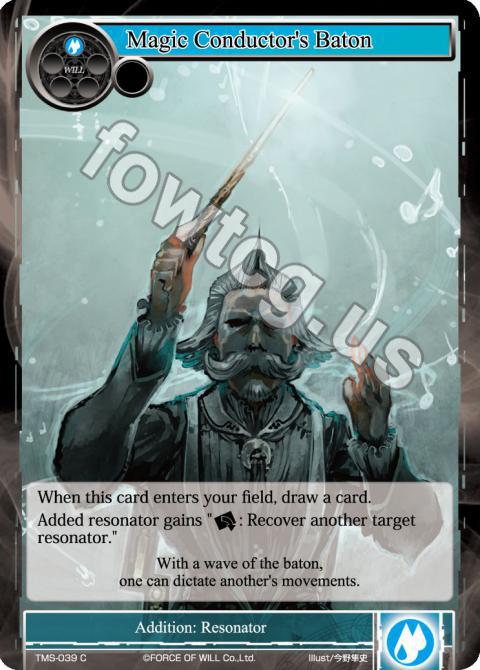 Magic Conductor's Baton
WILL
fowtcg.us
When this card enters your field, draw a card.
Added resonator gains " : Recover another target
resonator."
With a wave of the baton,
one can dictate another's movements.
Addition: Resonator
TMS-039 C ©FORCE OF WILL Co.,Ltd. Illust/今野隼史